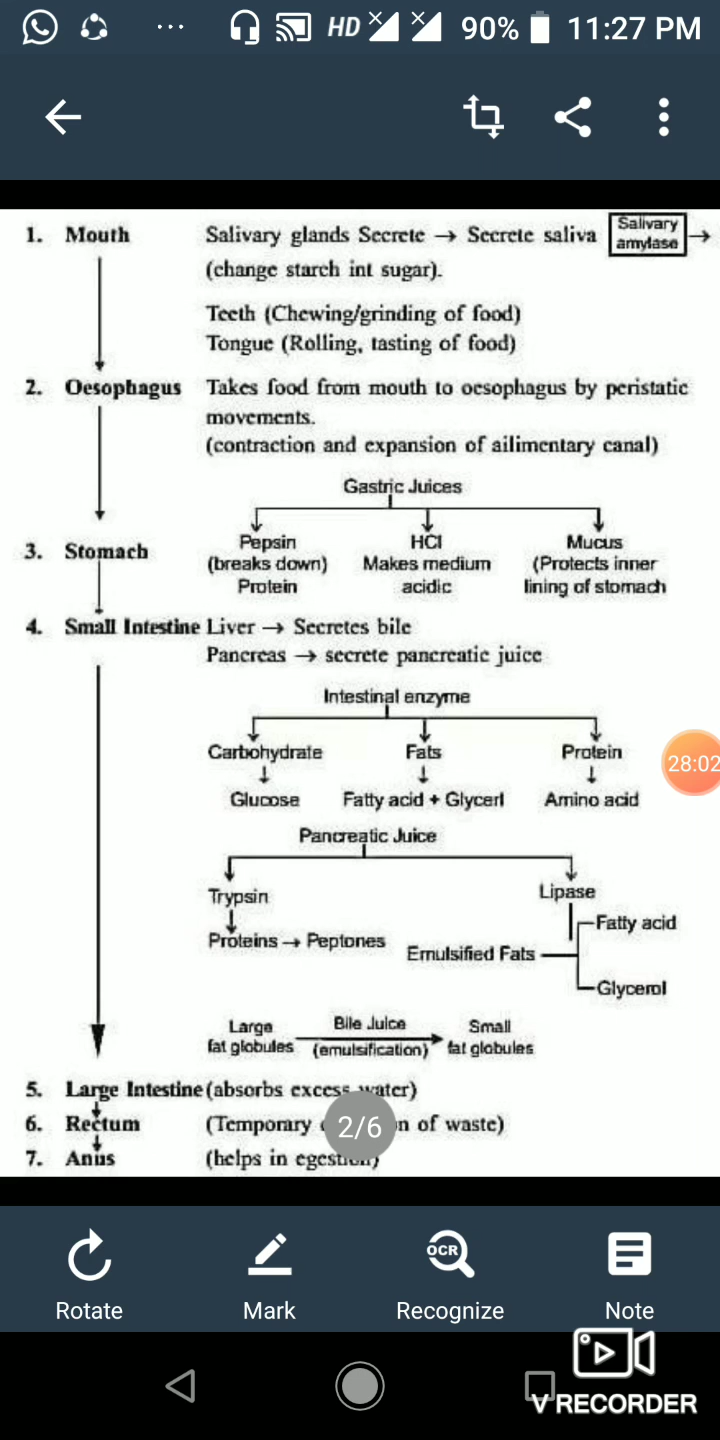 HD 90% 11:27 PM
1. Mouth Salivary glands Secrete → Secrete saliva Salivary amylase →
(change starch int sugar).
Teeth (Chewing/grinding of food)
Tongue (Rolling, tasting of food)
2. Oesophagus Takes food from mouth to oesophagus by peristatic
movements.
(contraction and expansion of ailimentary canal)
Gastric Juices
3. Stomach
Pepsin HCl Mucus
(breaks down) Makes medium (Protects inner
Protein acidic lining of stomach
4. Small Intestine Liver → Secretes bile
Pancreas → secrete pancreatic juice
Intestinal enzyme
Carbohydrate Fats Protein
28:02
Glucose Fatty acid + Glycerl Amino acid
Pancreatic Juice
Trypsin Lipase
Proteins → Peptones
Emulsified Fats
Fatty acid
Glycerol
Large Bile Juice Small
fat globules (emulsification) fat globules
5. Large Intestine (absorbs excess water)
6. Rectum (Temporary of waste)
2/6
7. Anus (helps in egestion)
Rotate Mark OCR Recognize Note
V RECORDER